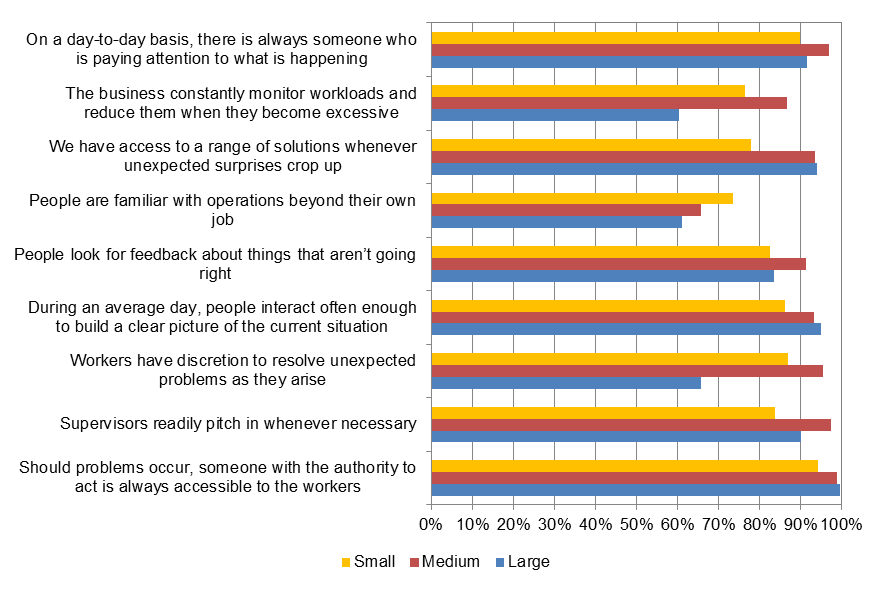 On a day-to-day basis, there is always someone who
is paying attention to what is happening
The business constantly monitor workloads and
reduce them when they become excessive
We have access to a range of solutions whenever
unexpected surprises crop up
People are familiar with operations beyond their own
job
People look for feedback about things that aren’t going
right
During an average day, people interact often enough
to build a clear picture of the current situation
Workers have discretion to resolve unexpected
problems as they arise
Supervisors readily pitch in whenever necessary
Should problems occur, someone with the authority to
act is always accessible to the workers
0% 10% 20% 30% 40% 50% 60% 70% 80% 90% 100%
Small Medium Large